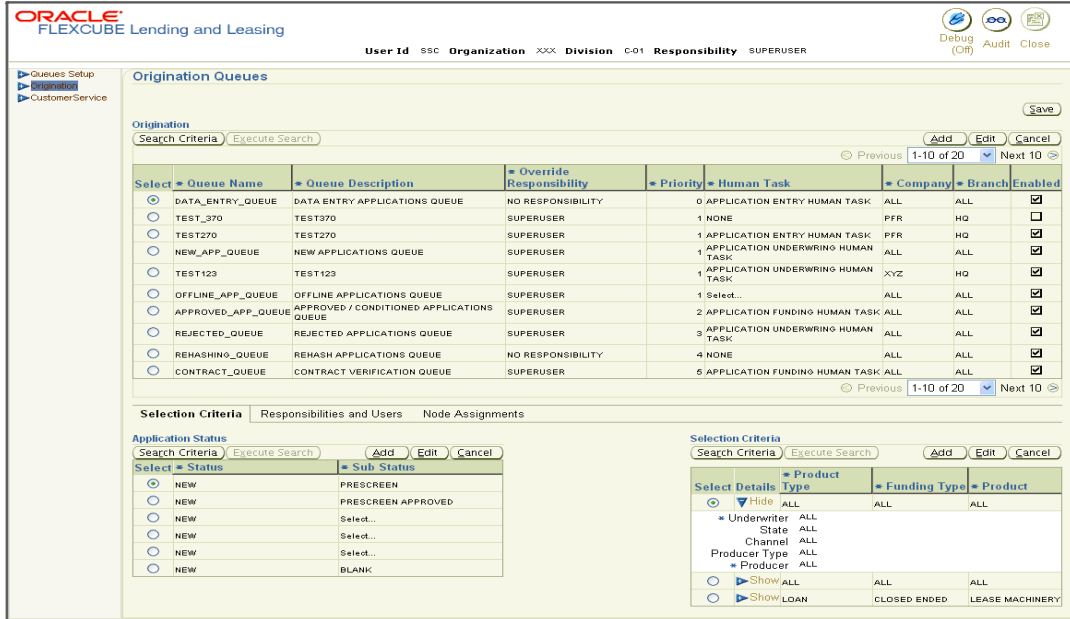 ORACLE
FLEXCUBE Lending and Leasing
Debug (Off) Audit Close
User Id SSC Organization XXX Division C-01 Responsibility SUPERUSER
Queues Setup
Origination
CustomerService
Origination Queues
Save
Origination
Search Criteria Execute Search Add Edit Cancel
Previous 1-10 of 20 Next 10
Select * Queue Name * Queue Description * Override Responsibility * Priority * Human Task * Company * Branch Enabled
DATA_ENTRY_QUEUE DATA ENTRY APPLICATIONS QUEUE NO RESPONSIBILITY 0 APPLICATION ENTRY HUMAN TASK ALL ALL
TEST_370 TEST370 SUPERUSER 1 NONE PFR HQ
TEST270 TEST270 SUPERUSER 1 APPLICATION ENTRY HUMAN TASK PFR HQ
NEW_APP_QUEUE NEW APPLICATIONS QUEUE SUPERUSER 1 APPLICATION UNDERWRING HUMAN TASK ALL ALL
TEST123 TEST123 SUPERUSER 1 APPLICATION UNDERWRING HUMAN TASK XYZ HQ
OFFLINE_APP_QUEUE OFFLINE APPLICATIONS QUEUE SUPERUSER 1 Select... ALL ALL
APPROVED_APP_QUEUE APPROVED / CONDITIONED APPLICATIONS QUEUE SUPERUSER 2 APPLICATION FUNDING HUMAN TASK ALL ALL
REJECTED_QUEUE REJECTED APPLICATIONS QUEUE SUPERUSER 3 APPLICATION UNDERWRING HUMAN TASK ALL ALL
REHASHING_QUEUE REHASH APPLICATIONS QUEUE NO RESPONSIBILITY 4 NONE ALL ALL
CONTRACT_QUEUE CONTRACT VERIFICATION QUEUE SUPERUSER 5 APPLICATION FUNDING HUMAN TASK ALL ALL
Previous 1-10 of 20 Next 10
Selection Criteria Responsibilities and Users Node Assignments
Application Status
Search Criteria Execute Search Add Edit Cancel
Select * Status * Sub Status
NEW PRESCREEN
NEW PRESCREEN APPROVED
NEW Select...
NEW Select...
NEW Select...
NEW BLANK
Selection Criteria
Search Criteria Execute Search Add Edit Cancel
Select Details * Product Type * Funding Type * Product
Hide ALL ALL ALL
* Underwriter ALL
State ALL
Channel ALL
Producer Type ALL
* Producer ALL
Show ALL ALL ALL
Show LOAN CLOSED ENDED LEASE MACHINERY